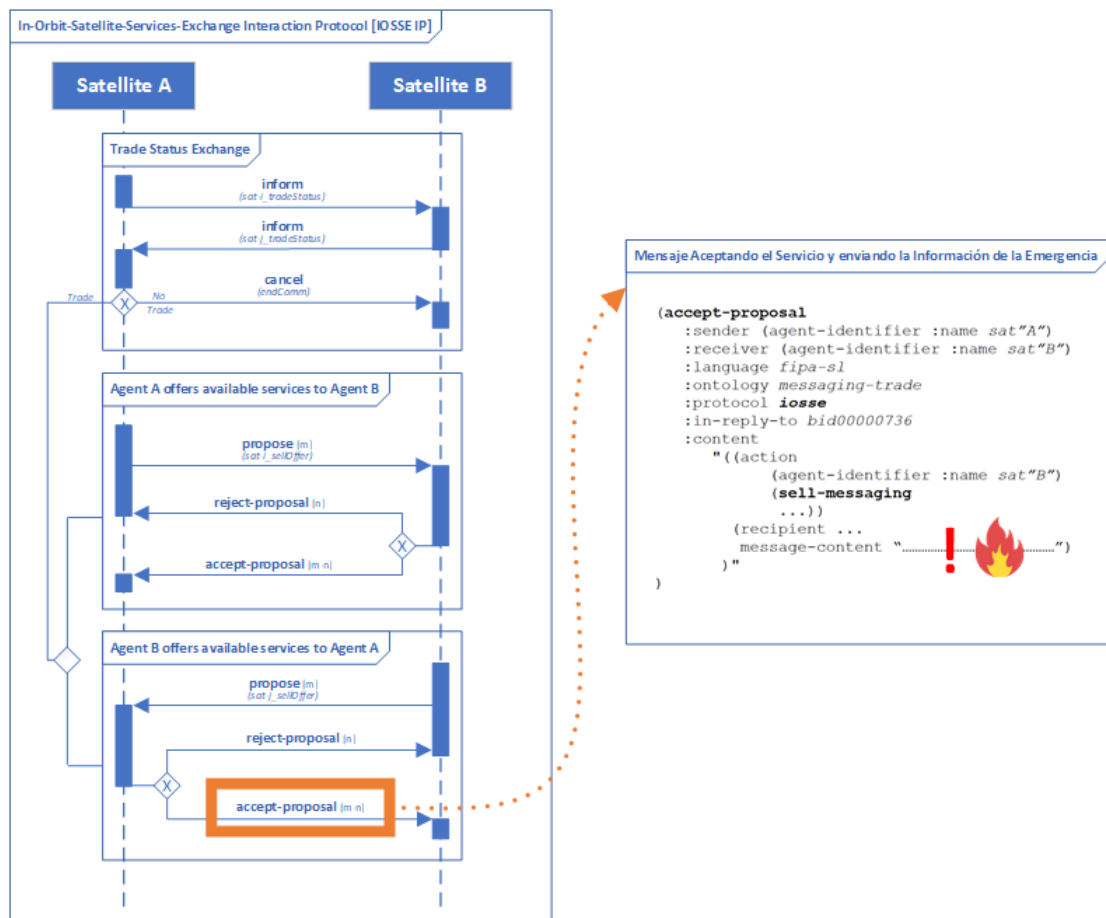 In-Orbit-Satellite-Services-Exchange Interaction Protocol [IOSSE IP]
Satellite A
Satellite B
Trade Status Exchange
inform
(sat i_tradeStatus)
inform
(sat j_tradeStatus)
cancel
(endComm)
Trade
X
No
Trade
Agent A offers available services to Agent B
propose |m|
(sat i_sellOffer)
reject-proposal |n|
X
accept-proposal |m-n|
Agent B offers available services to Agent A
propose |m|
(sat j_sellOffer)
reject-proposal |n|
X
accept-proposal |m-n|
Mensaje Aceptando el Servicio y enviando la Información de la Emergencia
(accept-proposal
:sender (agent-identifier :name sat"A")
:receiver (agent-identifier :name sat"B")
:language fipa-sl
:ontology messaging-trade
:protocol iosse
:in-reply-to bid00000736
:content
"((action
(agent-identifier :name sat"B")
(sell-messaging
...))
(recipient ...
message-content "...............!...............")
)"
)